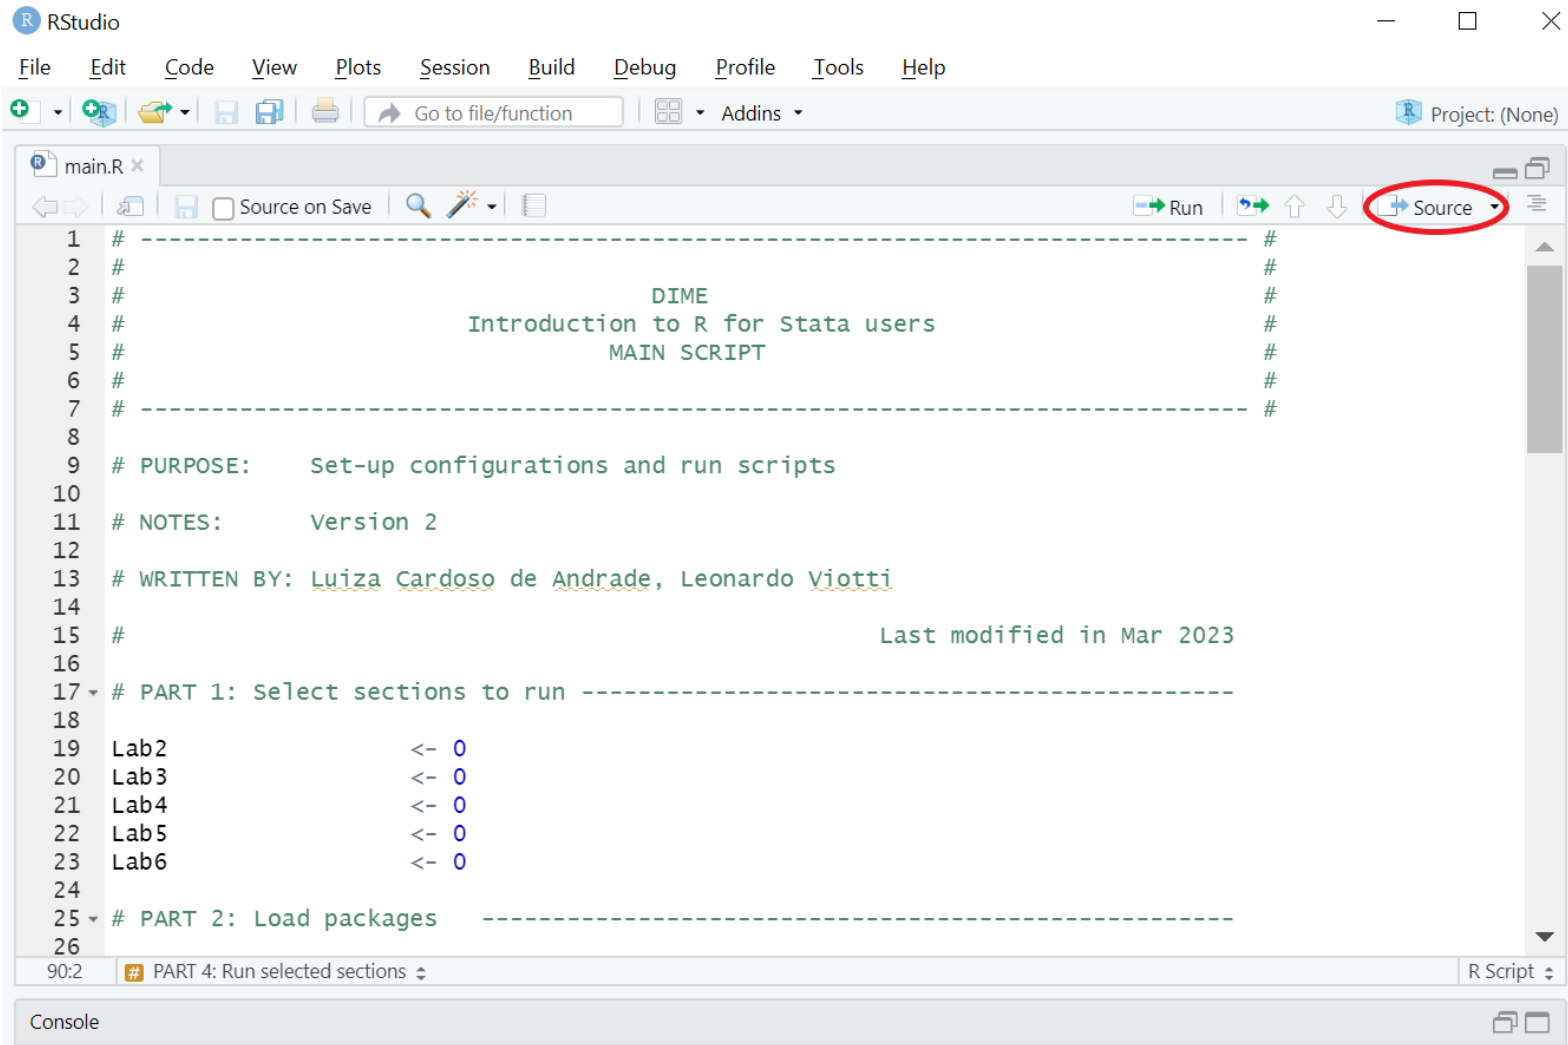 RStudio
File Edit Code View Plots Session Build Debug Profile Tools Help
Go to file/function Addins Project: (None)
main.R
Source on Save Run Source
1 # ------------------------------------------------------------------------------ #
2 # #
3 # DIME #
4 # Introduction to R for Stata users #
5 # MAIN SCRIPT #
6 # #
7 # ------------------------------------------------------------------------------ #
8
9 # PURPOSE: Set-up configurations and run scripts
10
11 # NOTES: Version 2
12
13 # WRITTEN BY: Luiza Cardoso de Andrade, Leonardo Viotti
14
15 # Last modified in Mar 2023
16
17 # PART 1: Select sections to run ----------------------------------------------
18
19 Lab2 <- 0
20 Lab3 <- 0
21 Lab4 <- 0
22 Lab5 <- 0
23 Lab6 <- 0
24
25 # PART 2: Load packages -----------------------------------------------------
26
90:2 # PART 4: Run selected sections R Script
Console